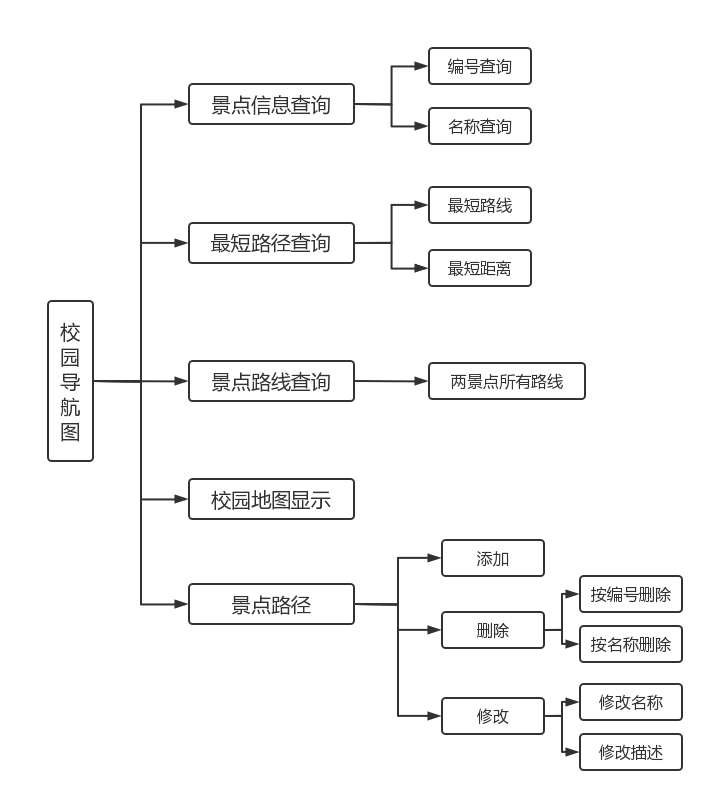 校园导航图
景点信息查询
编号查询
名称查询
最短路径查询
最短路线
最短距离
景点路线查询
两景点所有路线
校园地图显示
景点路径
添加
删除
按编号删除
按名称删除
修改
修改名称
修改描述